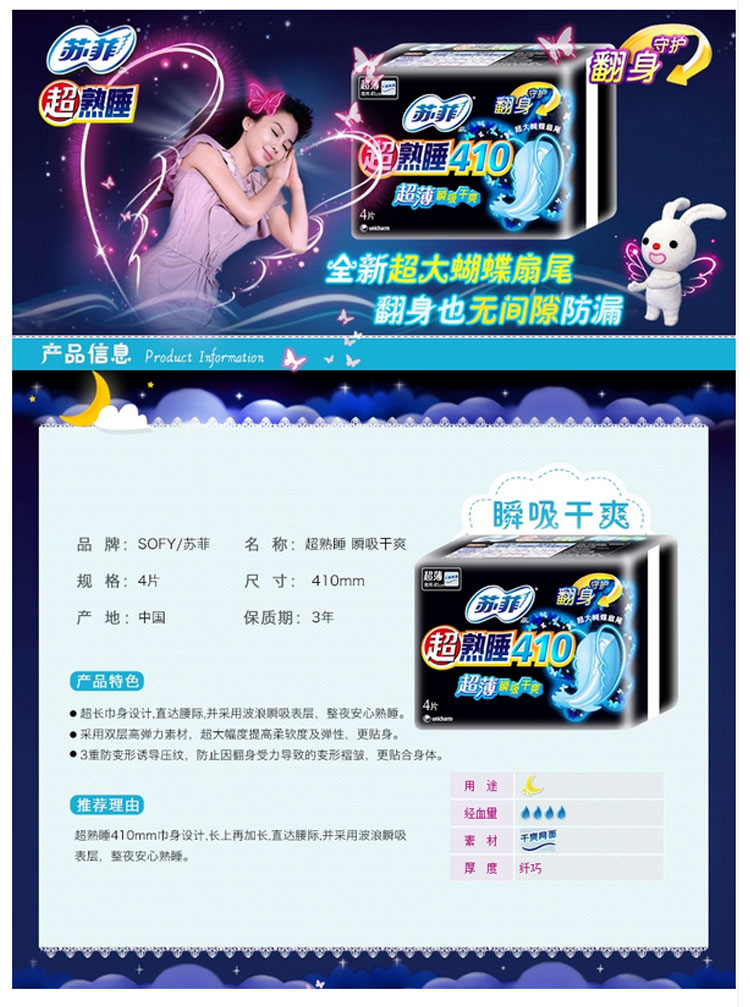 苏菲
超熟睡
翻身守护
超薄
苏菲
翻身守护
超大蝴蝶扇尾
超熟睡410
超薄瞬吸干爽
4片
unicharm
全新超大蝴蝶扇尾
翻身也无间隙防漏
产品信息 Product Information
瞬吸干爽
品 牌：SOFY/苏菲 名 称：超熟睡 瞬吸干爽
规 格：4片 尺 寸： 410mm
产 地：中国 保质期：3年
超薄
苏菲
翻身守护
超大蝴蝶扇尾
超熟睡410
超薄瞬吸干爽
4片
unicharm
产品特色
● 超长巾身设计,直达腰际,并采用波浪瞬吸表层、整夜安心熟睡。
● 采用双层高弹力素材，超大幅度提高柔软度及弹性，更贴身。
● 3重防变形诱导压纹，防止因翻身受力导致的变形褶皱，更贴合身体。
推荐理由
超熟睡410mm巾身设计,长上再加长,直达腰际,并采用波浪瞬吸
表层，整夜安心熟睡。
用 途
经血量
素 材 干爽网面
厚 度 纤巧